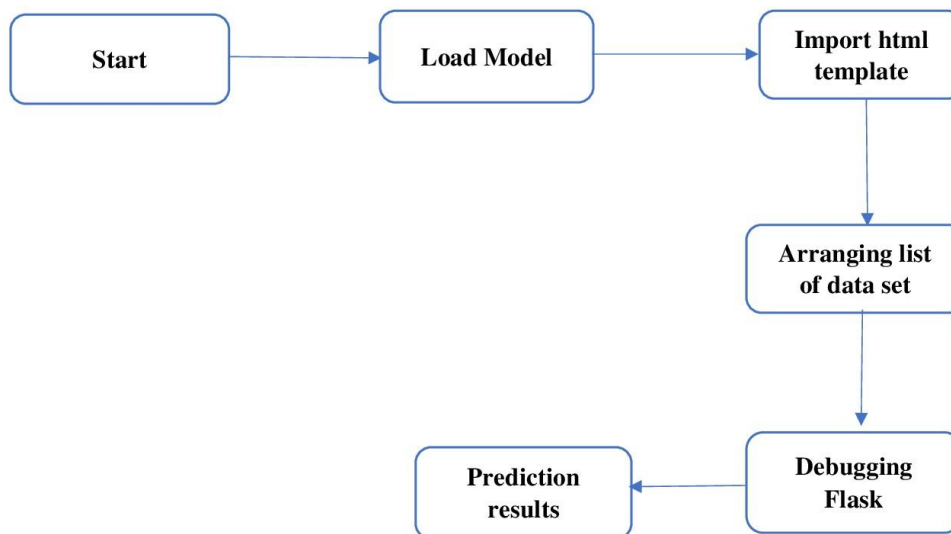 Start
Load Model
Import html
template
Arranging list
of data set
Debugging
Flask
Prediction
results